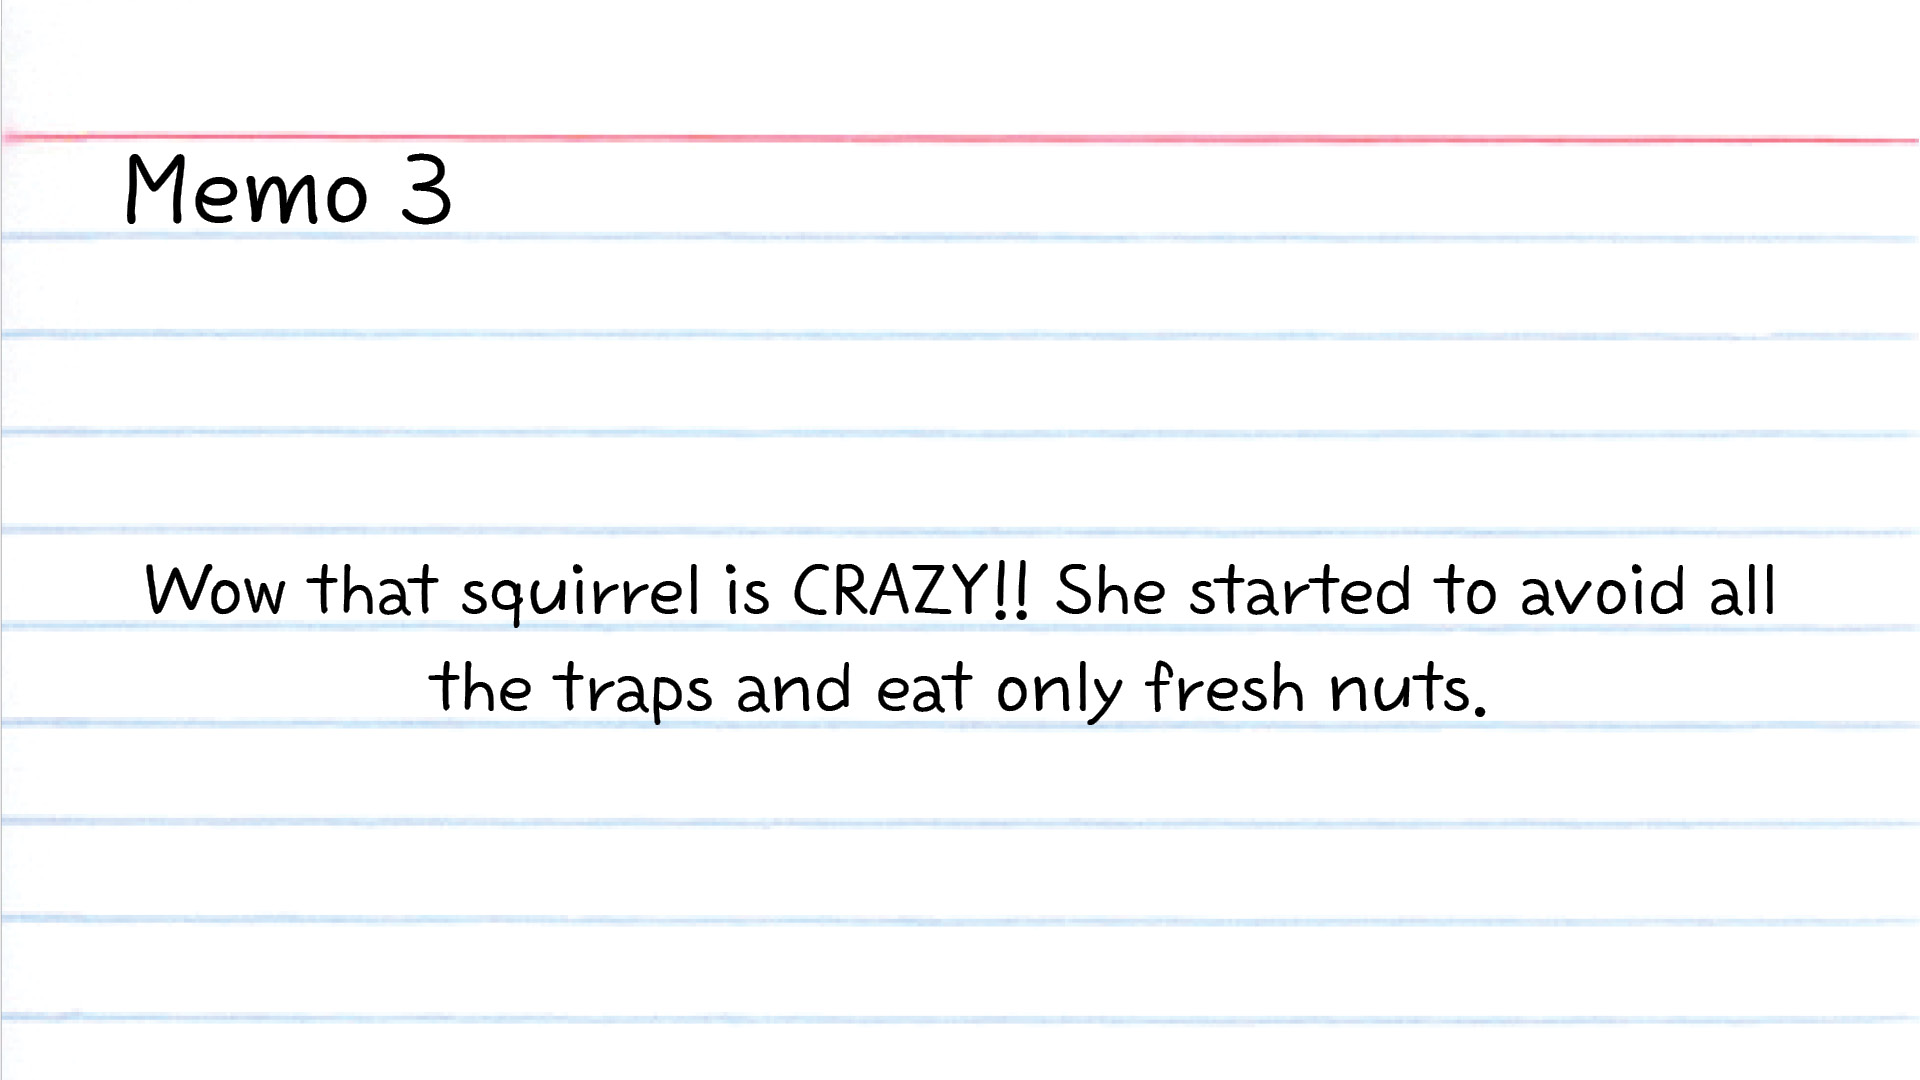 Memo 3
Wow that squirrel is CRAZY!! She started to avoid all
the traps and eat only fresh nuts.